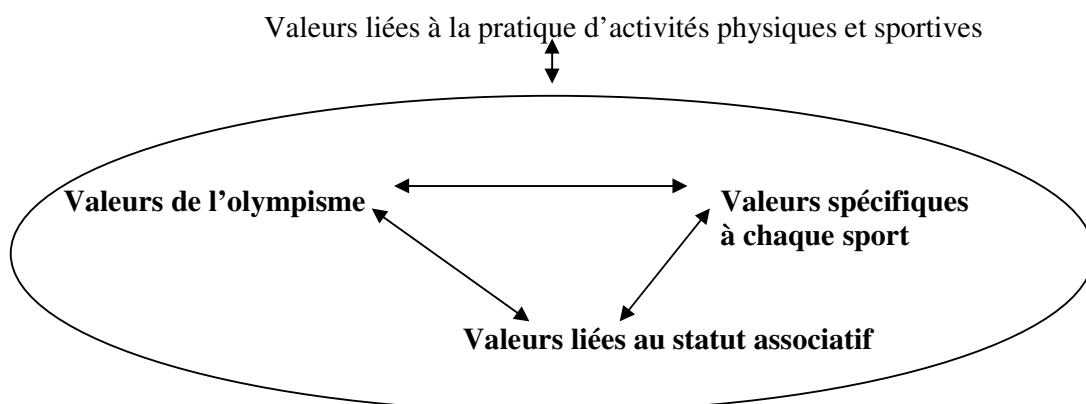 Valeurs liées à la pratique d’activités physiques et sportives
Valeurs de l’olympisme
Valeurs spécifiques
à chaque sport
Valeurs liées au statut associatif